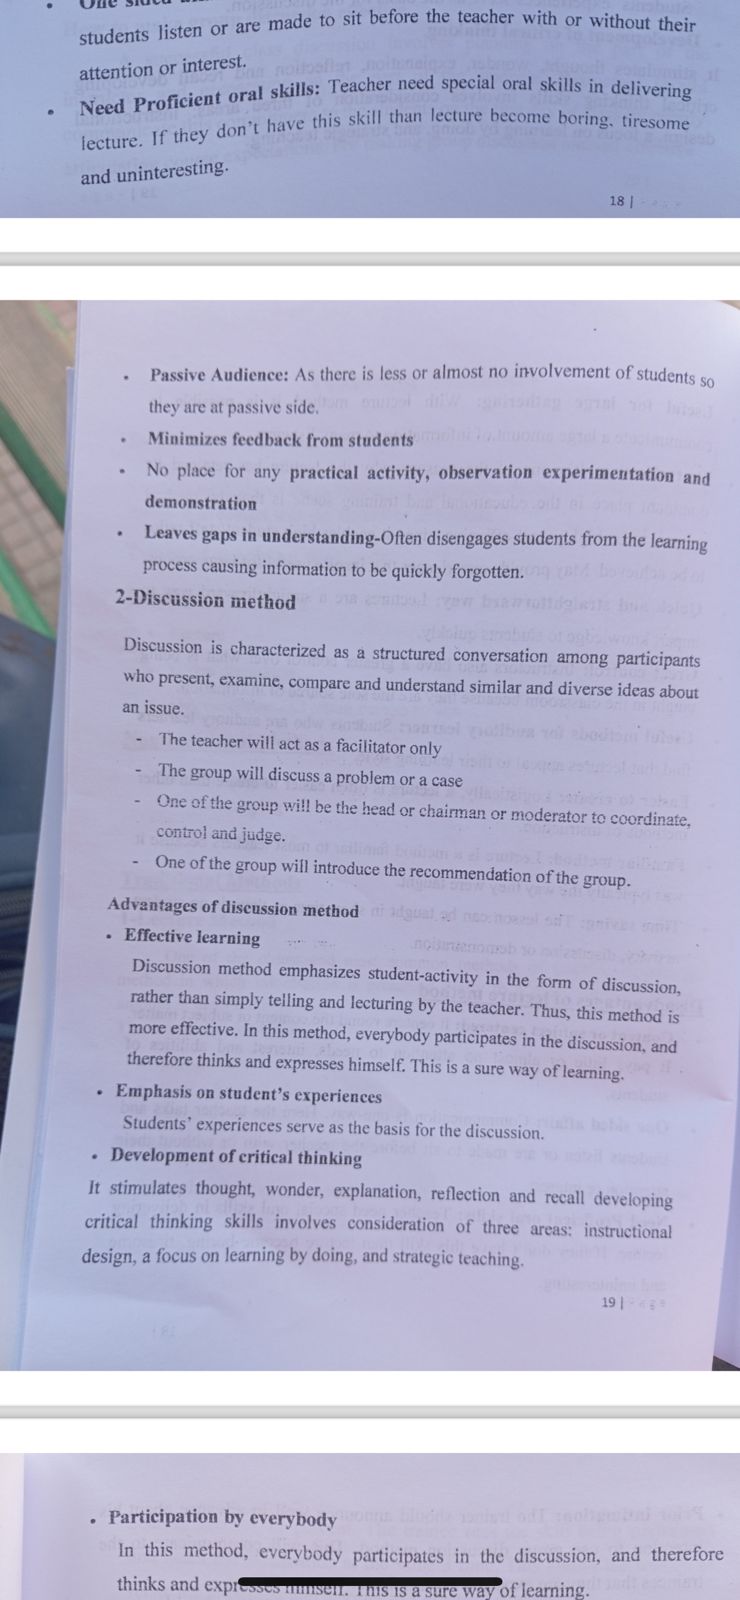 students listen or are made to sit before the teacher with or without their
attention or interest.
• Need Proficient oral skills: Teacher need special oral skills in delivering
lecture. If they don't have this skill than lecture become boring. tiresome
and uninteresting.
18 |
• Passive Audience: As there is less or almost no involvement of students so
they are at passive side.
• Minimizes feedback from students
• No place for any practical activity, observation experimentation and
demonstration
• Leaves gaps in understanding-Often disengages students from the learning
process causing information to be quickly forgotten.
2-Discussion method
Discussion is characterized as a structured conversation among participants
who present, examine, compare and understand similar and diverse ideas about
an issue.
- The teacher will act as a facilitator only
- The group will discuss a problem or a case
- One of the group will be the head or chairman or moderator to coordinate,
control and judge.
- One of the group will introduce the recommendation of the group.
Advantages of discussion method
• Effective learning
Discussion method emphasizes student-activity in the form of discussion,
rather than simply telling and lecturing by the teacher. Thus, this method is
more effective. In this method, everybody participates in the discussion, and
therefore thinks and expresses himself. This is a sure way of learning.
• Emphasis on student's experiences
Students' experiences serve as the basis for the discussion.
• Development of critical thinking
It stimulates thought, wonder, explanation, reflection and recall developing
critical thinking skills involves consideration of three areas: instructional
design, a focus on learning by doing, and strategic teaching.
19 |
• Participation by everybody
In this method, everybody participates in the discussion, and therefore
thinks and expresses himself. This is a sure way of learning.